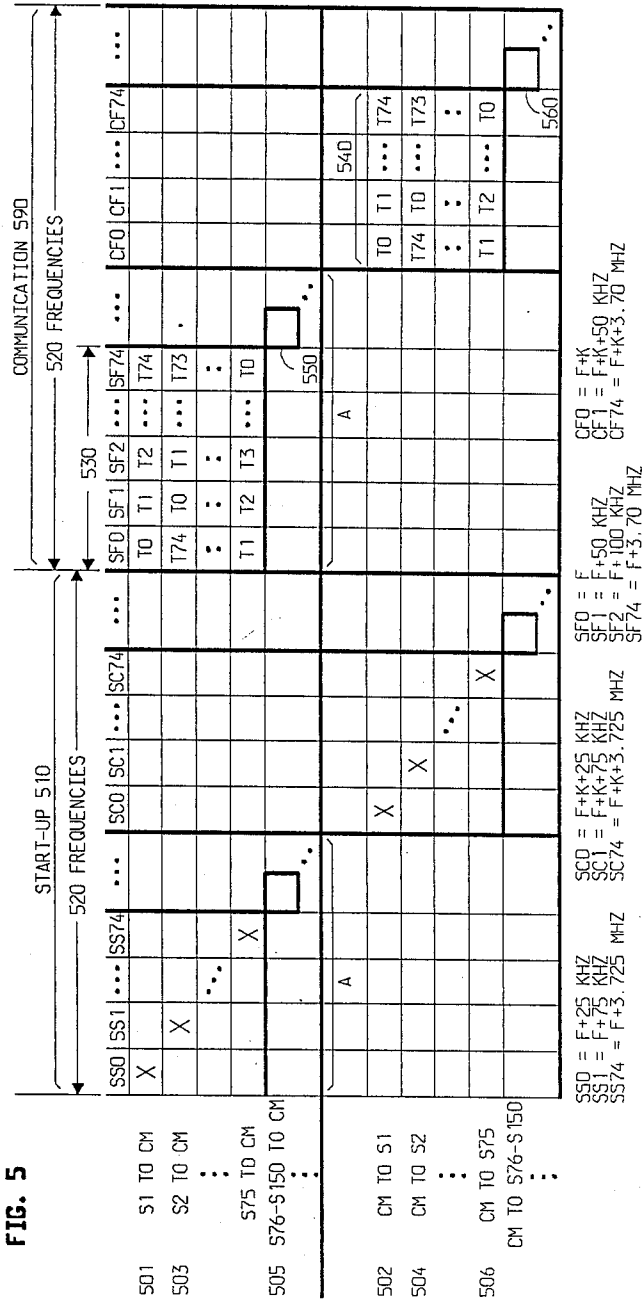 FIG. 5
START-UP 510
COMMUNICATION 590
520 FREQUENCIES
520 FREQUENCIES
530
SS0 SS1 ... SS74 ... SC0 SC1 ... SC74 ... SF0 SF1 SF2 ... SF74 ... CF0 CF1 ... CF74 ...
501 S1 TO CM X T0 T1 T2 ... T74
503 S2 TO CM X T74 T0 T1 ... T73
: ... : : : :
S75 TO CM X T1 T2 T3 ... T0
505 S76-S150 TO CM
: 550
A A 540
502 CM TO S1 X T0 T1 ... T74
504 CM TO S2 X T74 T0 ... T73
: ... : : :
506 CM TO S75 X T1 T2 ... T0
CM TO S76-S150
: 560
SS0 = F+25 KHZ
SS1 = F+75 KHZ
SS74 = F+3.725 MHZ
SC0 = F+K+25 KHZ
SC1 = F+K+75 KHZ
SC74 = F+K+3.725 MHZ
SF0 = F
SF1 = F+50 KHZ
SF2 = F+100 KHZ
SF74 = F+3.70 MHZ
CF0 = F+K
CF1 = F+K+50 KHZ
CF74 = F+K+3.70 MHZ